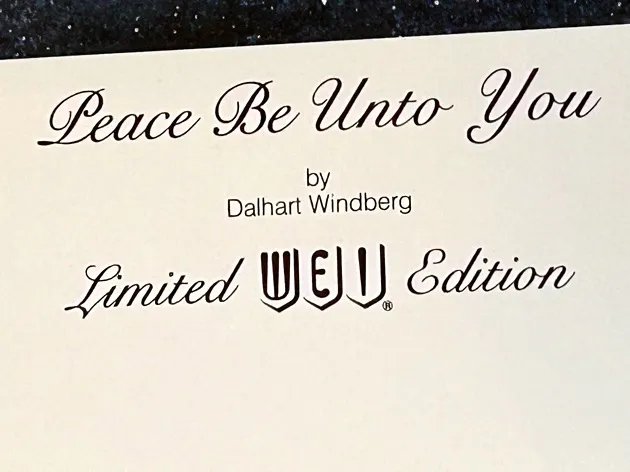 Peace Be Unto You
by
Dalhart Windberg
Limited WEI® Edition